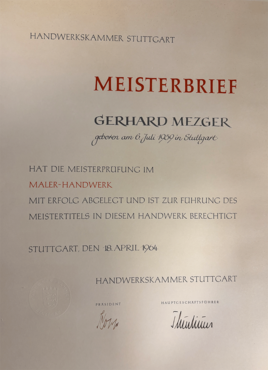 HANDWERKSKAMMER STUTTGART
MEISTERBRIEF
GERHARD MEZGER
geboren am 6. Juli 1939 in Stuttgart
HAT DIE MEISTERPRÜFUNG IM
MALER-HANDWERK
MIT ERFOLG ABGELEGT UND IST ZUR FÜHRUNG DES
MEISTERTITELS IN DIESEM HANDWERK BERECHTIGT
STUTTGART, DEN 18. APRIL 1964
HANDWERKSKAMMER STUTTGART
PRÄSIDENT HAUPTGESCHÄFTSFÜHRER